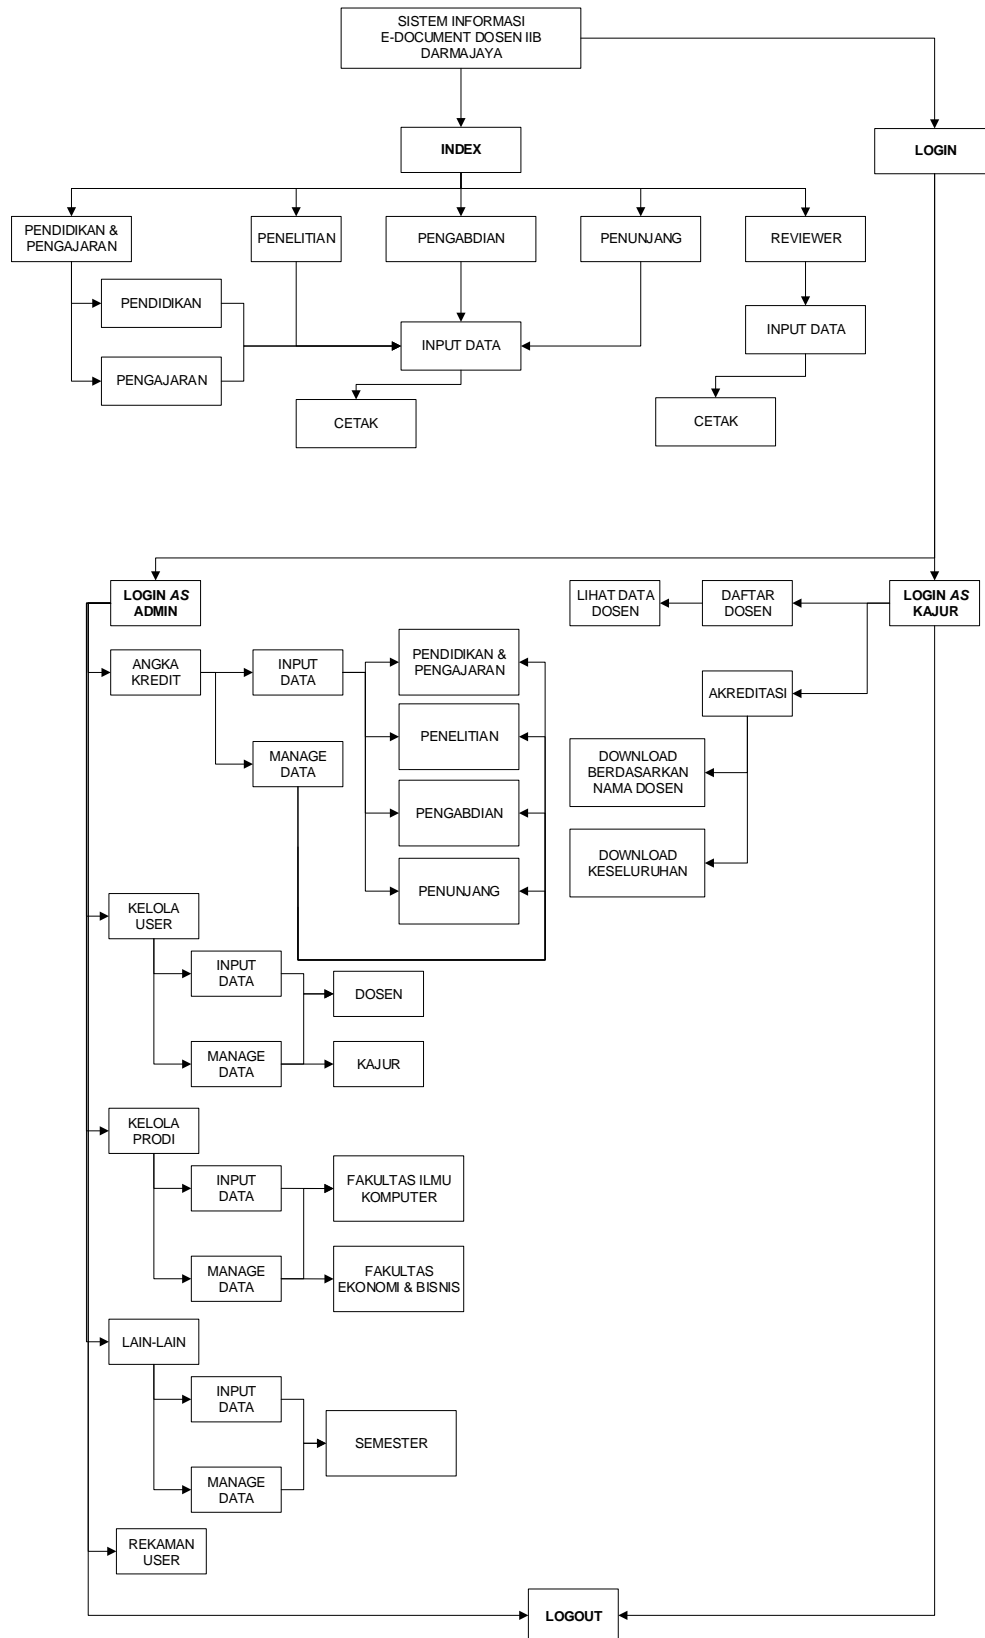 SISTEM INFORMASI
E-DOCUMENT DOSEN IIB
DARMAJAYA
INDEX
LOGIN
PENDIDIKAN &
PENGAJARAN
PENELITIAN
PENGABDIAN
PENUNJANG
REVIEWER
PENDIDIKAN
PENGAJARAN
INPUT DATA
INPUT DATA
CETAK
CETAK
LOGIN AS
ADMIN
LIHAT DATA
DOSEN
DAFTAR
DOSEN
LOGIN AS
KAJUR
ANGKA
KREDIT
INPUT
DATA
PENDIDIKAN &
PENGAJARAN
AKREDITASI
MANAGE
DATA
PENELITIAN
DOWNLOAD
BERDASARKAN
NAMA DOSEN
PENGABDIAN
DOWNLOAD
KESELURUHAN
PENUNJANG
KELOLA
USER
INPUT
DATA
DOSEN
MANAGE
DATA
KAJUR
KELOLA
PRODI
INPUT
DATA
FAKULTAS ILMU
KOMPUTER
MANAGE
DATA
FAKULTAS
EKONOMI & BISNIS
LAIN-LAIN
INPUT
DATA
SEMESTER
MANAGE
DATA
REKAMAN
USER
LOGOUT